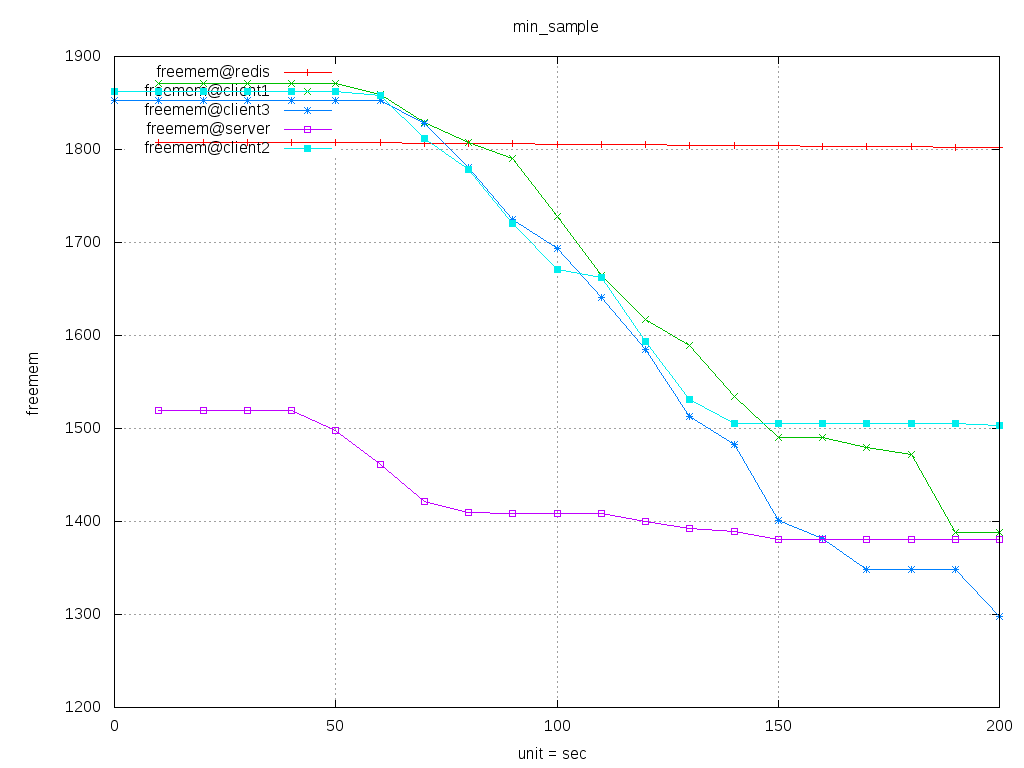 min_sample
1900
1800
1700
1600
1500
1400
1300
1200
freemem
freemem@redis
freemem@client1
freemem@client3
freemem@server
freemem@client2
0 50 100 150 200
unit = sec